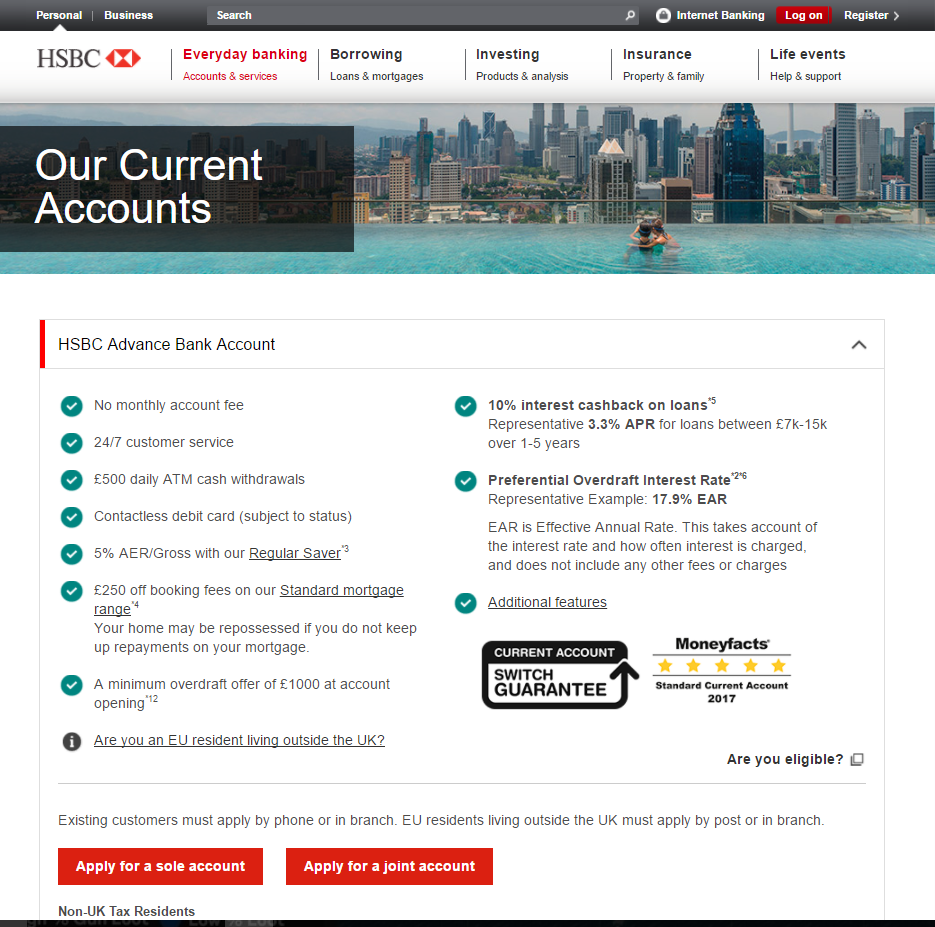 Personal | Business Search Internet Banking Log on Register
HSBC
Everyday banking Borrowing Investing Insurance Life events
Accounts & services Loans & mortgages Products & analysis Property & family Help & support
Our Current
Accounts
HSBC Advance Bank Account
No monthly account fee
24/7 customer service
£500 daily ATM cash withdrawals
Contactless debit card (subject to status)
5% AER/Gross with our Regular Saver*3
£250 off booking fees on our Standard mortgage
range*4
Your home may be repossessed if you do not keep
up repayments on your mortgage.
A minimum overdraft offer of £1000 at account
opening*12
Are you an EU resident living outside the UK?
10% interest cashback on loans*5
Representative 3.3% APR for loans between £7k-15k
over 1-5 years
Preferential Overdraft Interest Rate*2*6
Representative Example: 17.9% EAR
EAR is Effective Annual Rate. This takes account of
the interest rate and how often interest is charged,
and does not include any other fees or charges
Additional features
CURRENT ACCOUNT
SWITCH
GUARANTEE
Moneyfacts®
Standard Current Account
2017
Are you eligible?
Existing customers must apply by phone or in branch. EU residents living outside the UK must apply by post or in branch.
Apply for a sole account Apply for a joint account
Non-UK Tax Residents